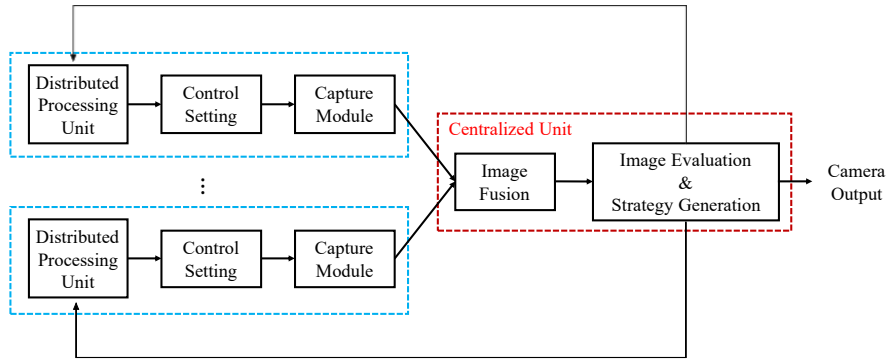 Distributed
Processing
Unit
Control
Setting
Capture
Module
Centralized Unit
Image
Fusion
Image Evaluation
&
Strategy Generation
Camera
Output
...
Distributed
Processing
Unit
Control
Setting
Capture
Module